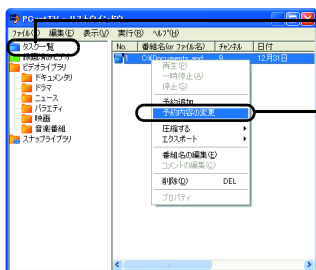 PCastTV - リストウィンドウ
ファイル(F) 編集(E) 表示(V) 実行(R) ヘルプ(H)
タスク一覧
録画済みビデオ
ビデオライブラリ
ドキュメンタリ
ドラマ
ニュース
バラエティ
映画
音楽番組
スナップライブラリ
No. 番組名(or ファイル名) チャンネル 日付
1 C:¥Documents and 9 12月31日
再生(P)
一時停止(A)
停止(S)
予約追加
予約内容の変更
圧縮する
エクスポート
番組名の編集(E)
コメントの編集(C)
削除(D) DEL
プロパティ